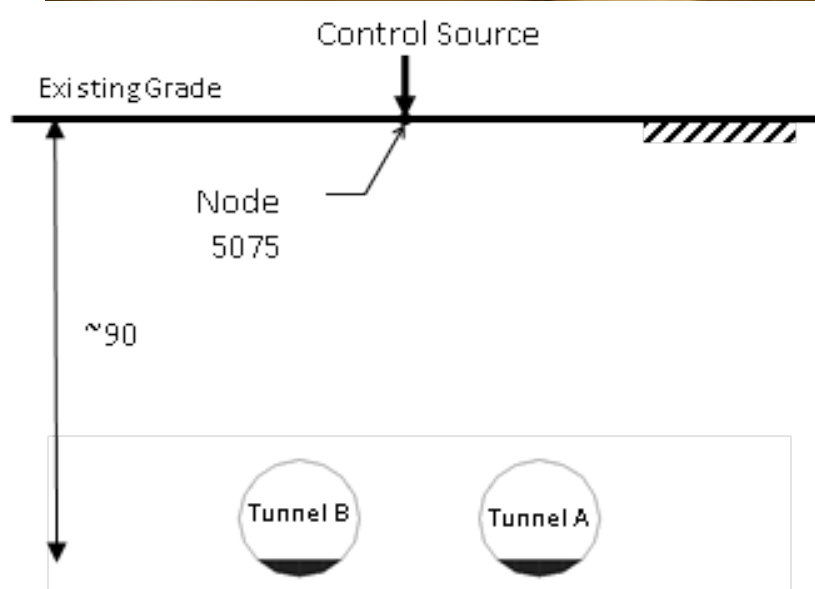 Control Source
Existing Grade
Node
5075
~90
Tunnel B
Tunnel A